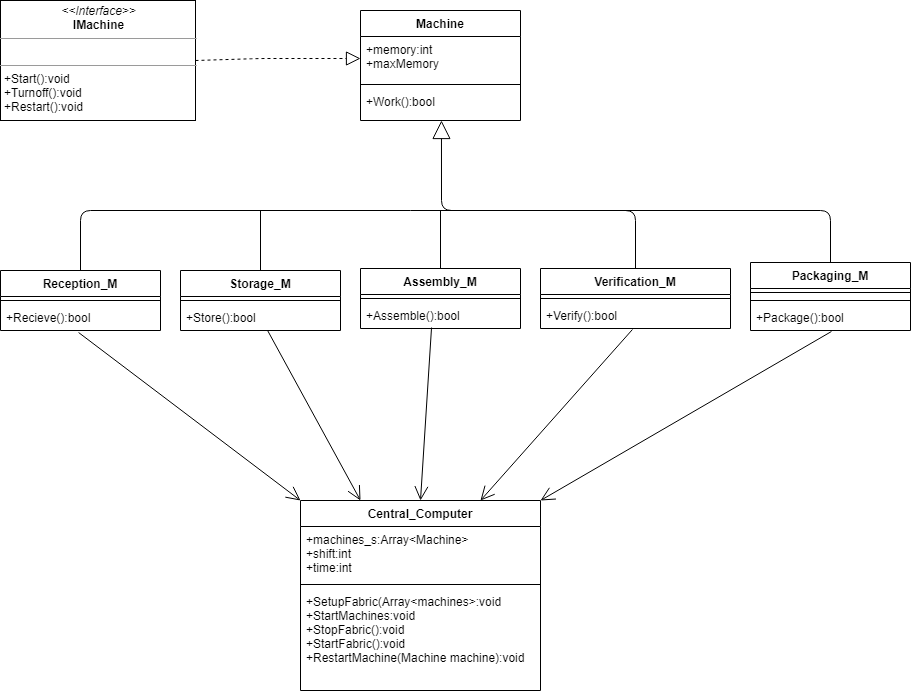 <<Interface>>
IMachine
+Start():void
+Turnoff():void
+Restart():void
Machine
+memory:int
+maxMemory
+Work():bool
Reception_M
+Recieve():bool
Storage_M
+Store():bool
Assembly_M
+Assemble():bool
Verification_M
+Verify():bool
Packaging_M
+Package():bool
Central_Computer
+machines_s:Array<Machine>
+shift:int
+time:int
+SetupFabric(Array<machines>:void
+StartMachines:void
+StopFabric():void
+StartFabric():void
+RestartMachine(Machine machine):void